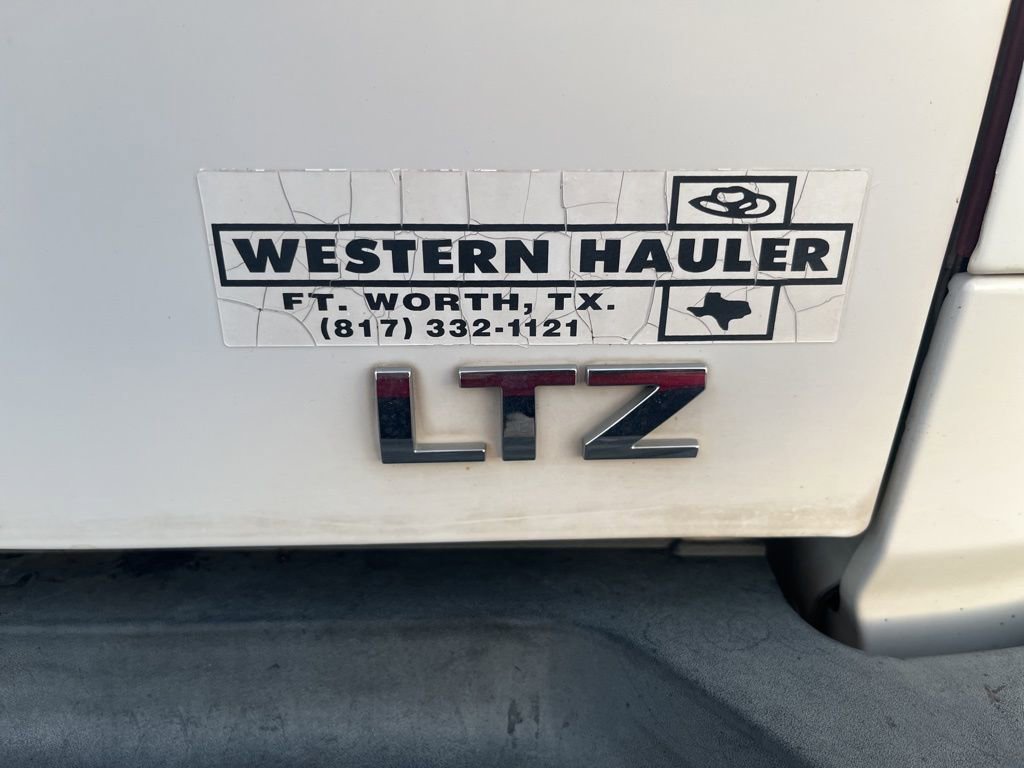 WESTERN HAULER
FT. WORTH, TX.
(817) 332-1121
LTZ